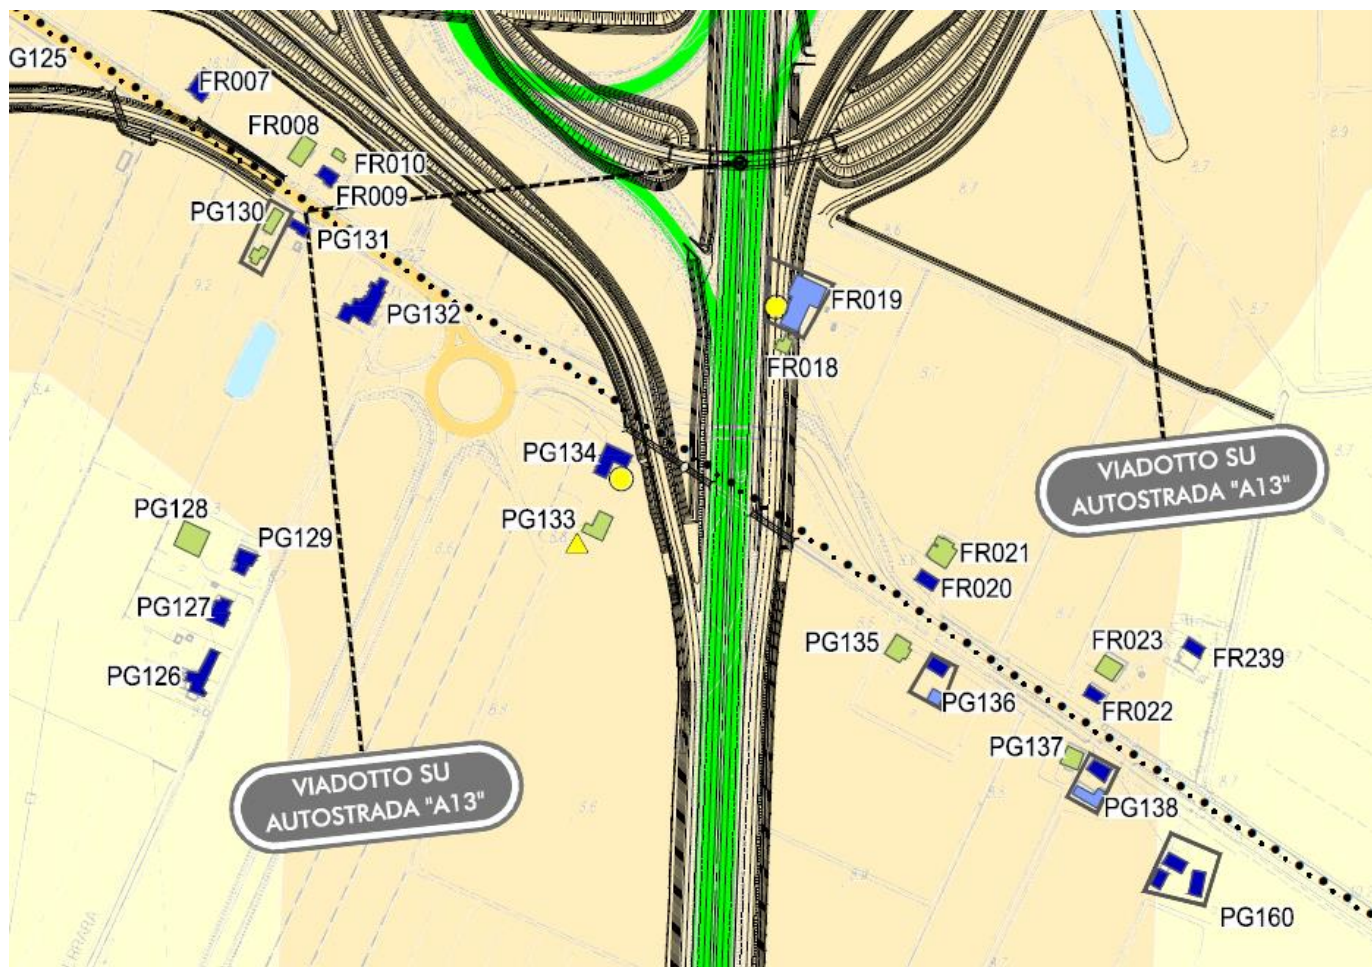 G125
FR007
FR008
FR010
FR009
PG130
PG131
PG132
FR019
FR018
VIADOTTO SU
AUTOSTRADA "A13"
PG134
PG133
PG128
PG129
PG127
PG126
FR021
FR020
PG135
PG136
FR023
FR239
FR022
PG137
PG138
VIADOTTO SU
AUTOSTRADA "A13"
PG160